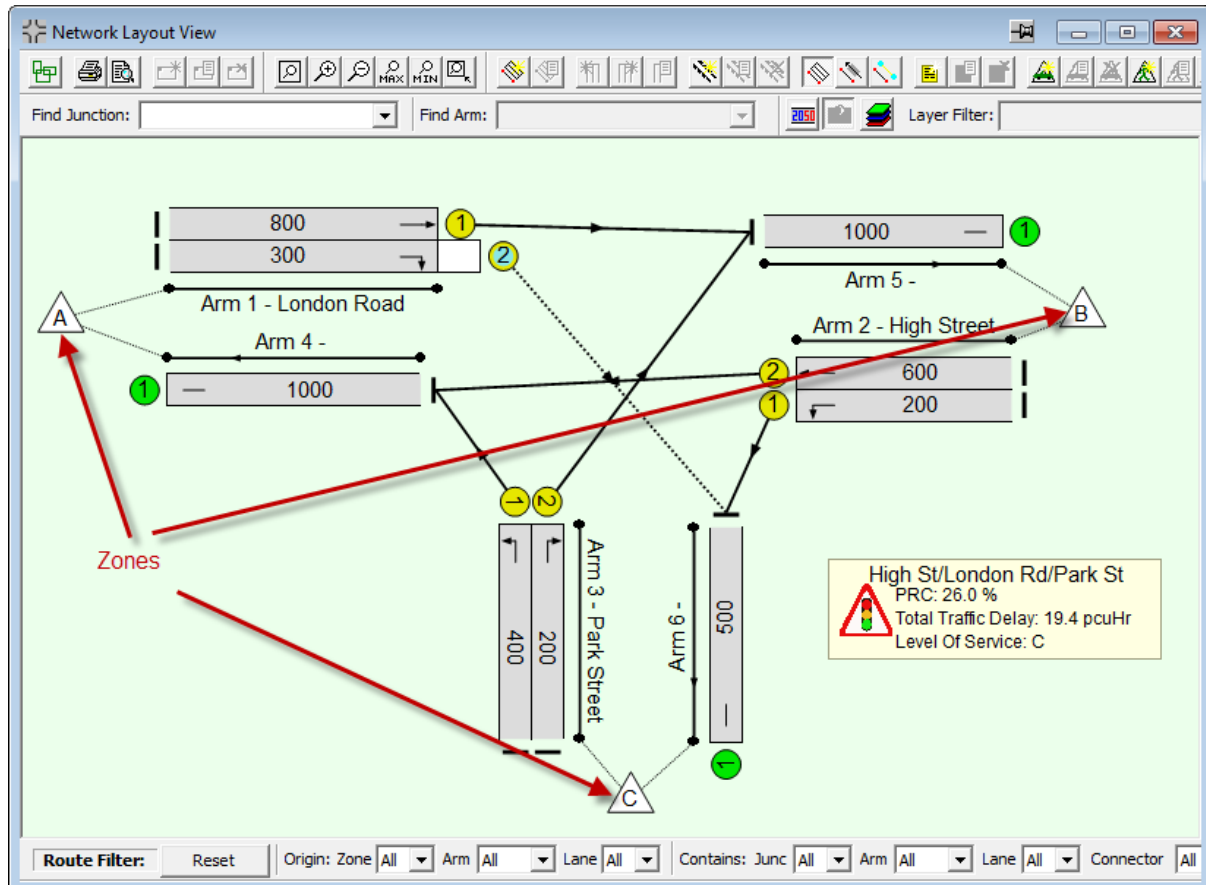 Network Layout View
MAX MIN
Find Junction: Find Arm: 2050 Layer Filter:
800 1
300 2
Arm 1 - London Road
1000 1
Arm 5 -
A
B
Arm 4 -
Arm 2 - High Street
1 1000
2 600
1 200
Zones
1 2
400 200
Arm 3 - Park Street
Arm 6 -
500
1
C
High St/London Rd/Park St
PRC: 26.0 %
Total Traffic Delay: 19.4 pcuHr
Level Of Service: C
Route Filter: Reset Origin: Zone All Arm All Lane All Contains: Junc All Arm All Lane All Connector All